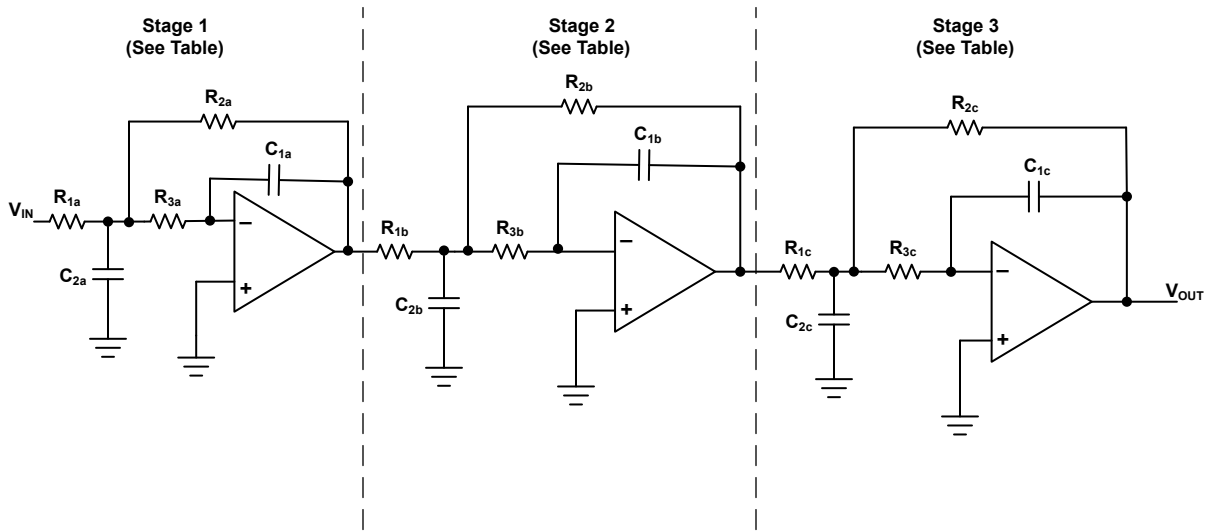 Stage 1
(See Table)
Stage 2
(See Table)
Stage 3
(See Table)
R2a
C1a
R1a
R3a
VIN
C2a
−
+
R2b
C1b
R1b
R3b
C2b
−
+
R2c
C1c
R1c
R3c
C2c
−
+
VOUT